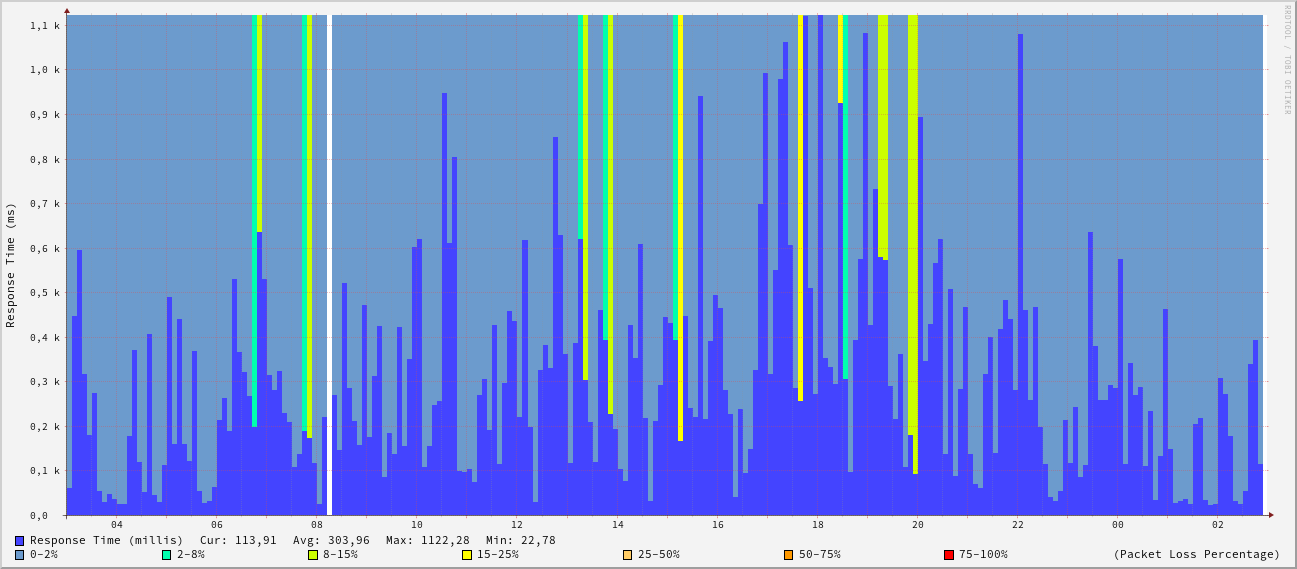 RRDTOOL / TOBI OETIKER
Response Time (ms)
1,1 k
1,0 k
0,9 k
0,8 k
0,7 k
0,6 k
0,5 k
0,4 k
0,3 k
0,2 k
0,1 k
0,0
04 06 08 10 12 14 16 18 20 22 00 02
Response Time (millis) Cur: 113,91 Avg: 303,96 Max: 1122,28 Min: 22,78
0-2% 2-8% 8-15% 15-25% 25-50% 50-75% 75-100% (Packet Loss Percentage)